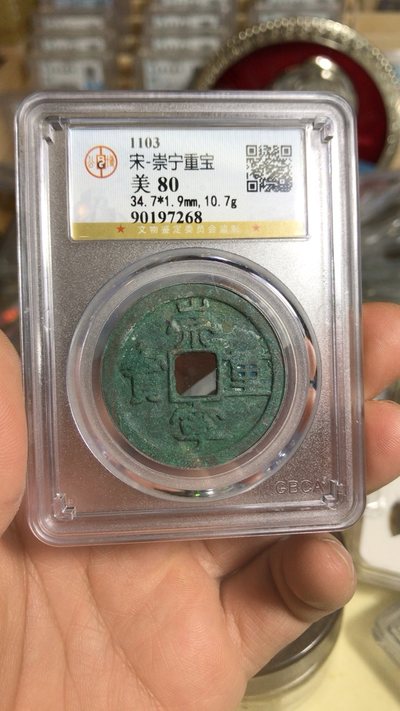 1103
宋-崇宁重宝
美 80
34.7*1.9mm,10.7g
90197268
★ 文物鉴定委员会监制 ★
崇
寳 重
寧
GBCA